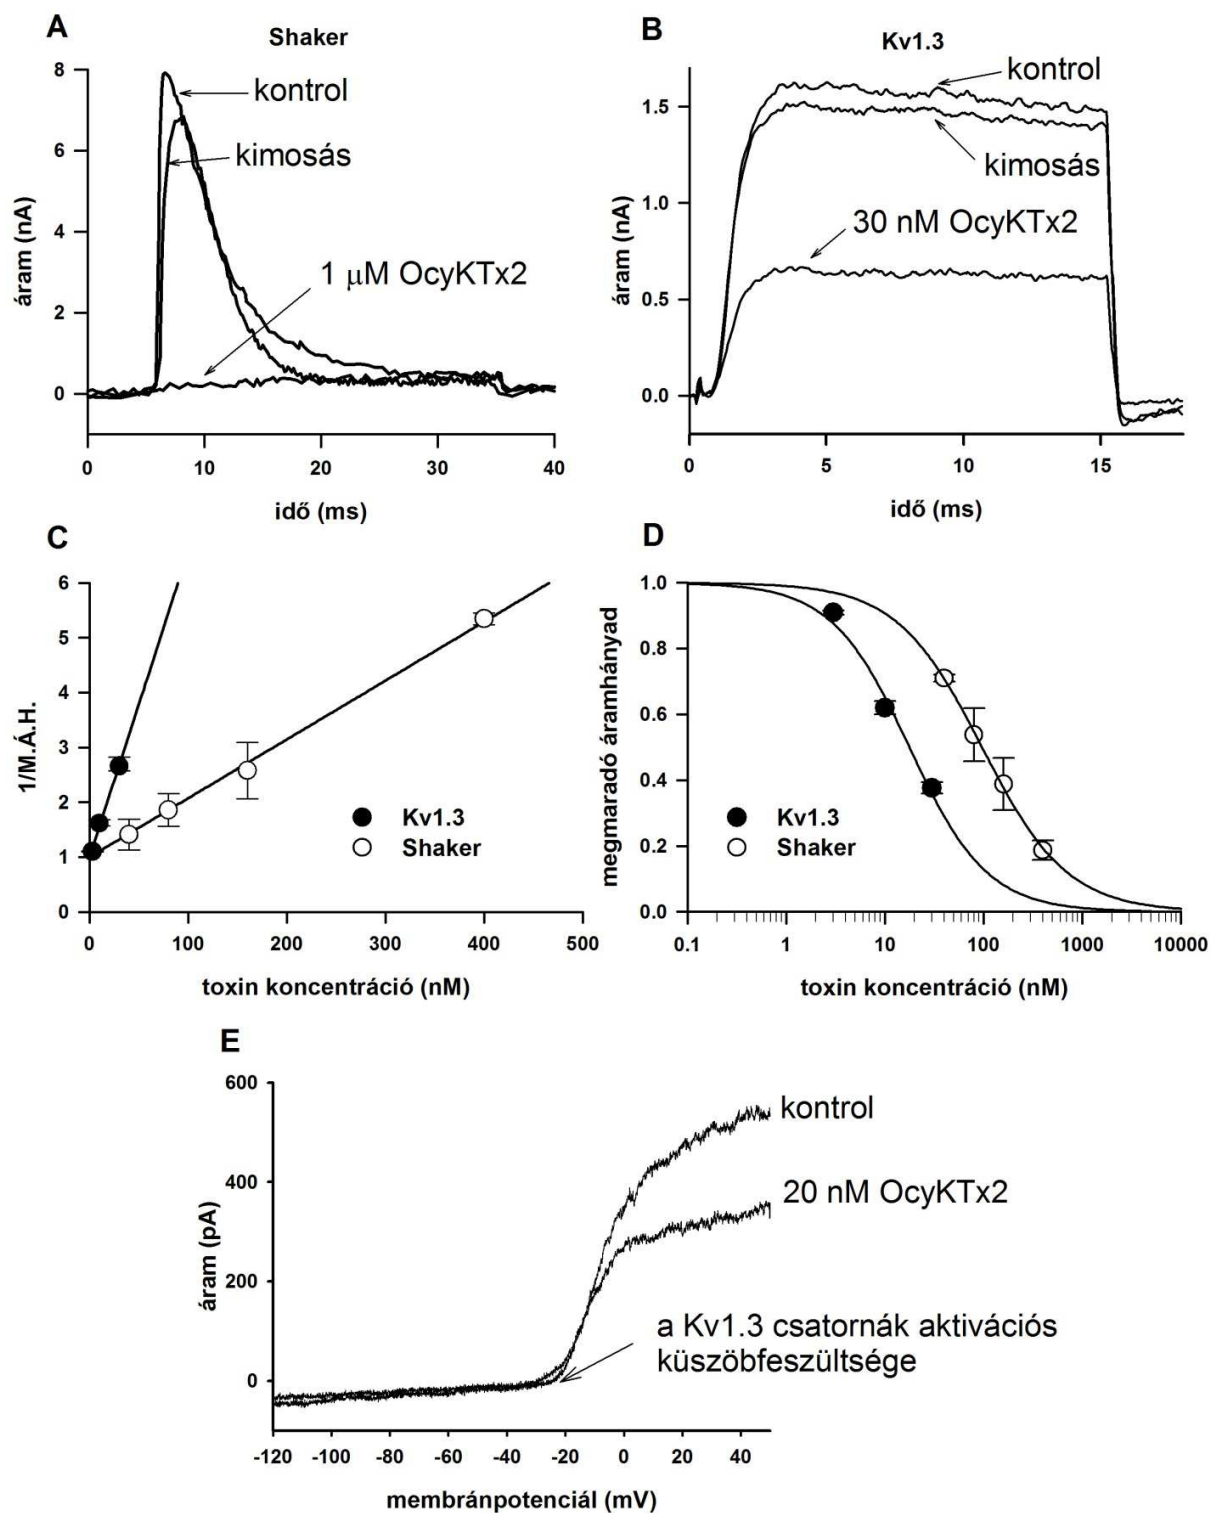 A
Shaker
8
6
4
2
0
áram (nA)
kontrol
kimosás
1 μM OcyKTx2
0 10 20 30 40
idő (ms)
B
Kv1.3
1.5
1.0
0.5
0.0
áram (nA)
kontrol
kimosás
30 nM OcyKTx2
0 5 10 15
idő (ms)
C
6
5
4
3
2
1
0
1/M.Á.H.
Kv1.3
Shaker
0 100 200 300 400 500
toxin koncentráció (nM)
D
1.0
0.8
0.6
0.4
0.2
0.0
megmaradó áramhányad
Kv1.3
Shaker
0.1 1 10 100 1000 10000
toxin koncentráció (nM)
E
600
400
200
0
áram (pA)
kontrol
20 nM OcyKTx2
a Kv1.3 csatornák aktivációs
küszöbfeszültsége
-120 -100 -80 -60 -40 -20 0 20 40
membránpotenciál (mV)